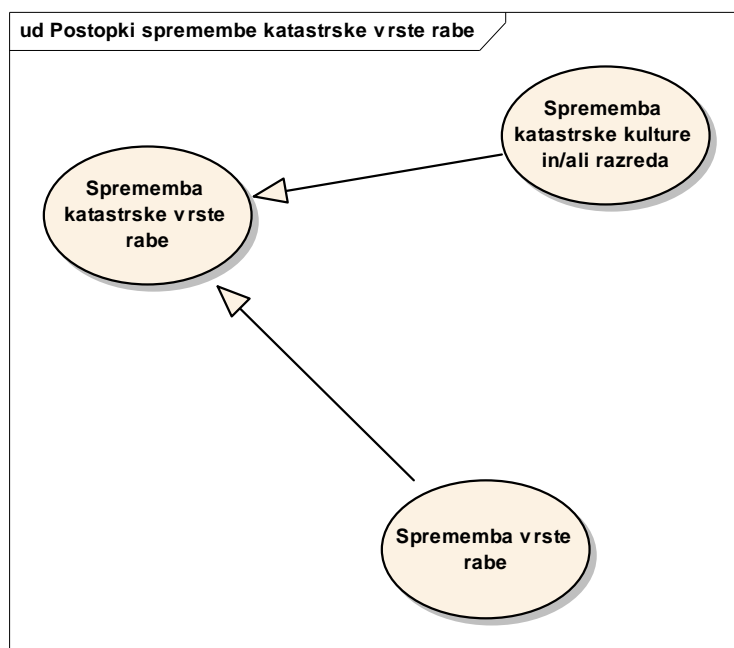 ud Postopki spremembe katastrske vrste rabe
Sprememba
katastrske kulture
in/ali razreda
Sprememba
katastrske vrste
rabe
Sprememba vrste
rabe